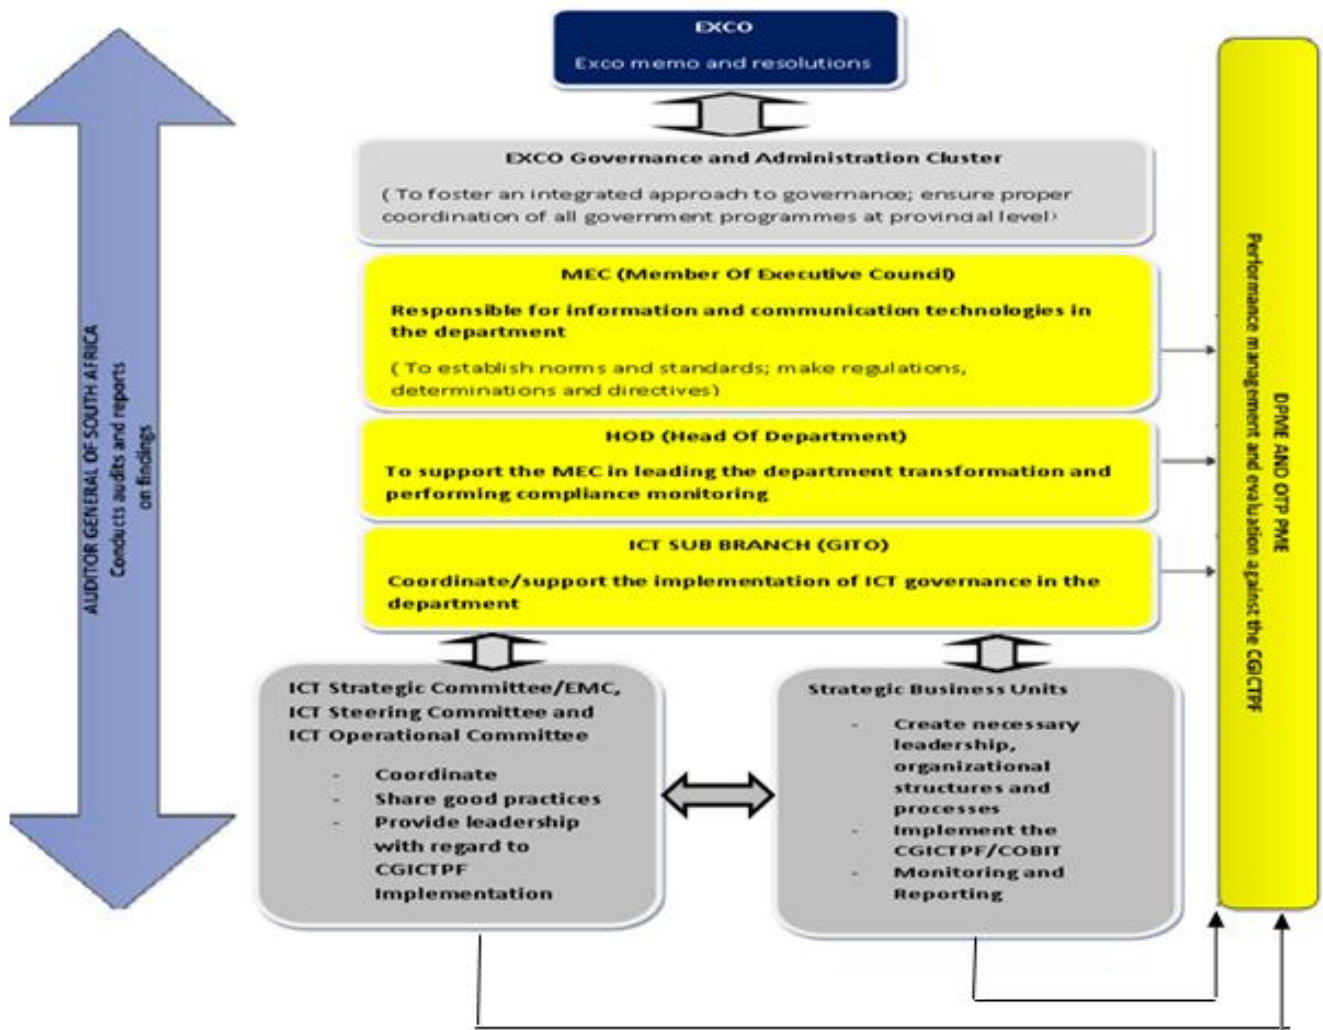 EXCO
Exco memo and resolutions
EXCO Governance and Administration Cluster
( To foster an integrated approach to governance; ensure proper
coordination of all government programmes at provincial level)
MEC (Member Of Executive Council)
Responsible for information and communication technologies in
the department
( To establish norms and standards; make regulations,
determinations and directives)
HOD (Head Of Department)
To support the MEC in leading the department transformation and
performing compliance monitoring
ICT SUB BRANCH (GITO)
Coordinate/support the implementation of ICT governance in the
department
ICT Strategic Committee/EMC,
ICT Steering Committee and
ICT Operational Committee
- Coordinate
- Share good practices
- Provide leadership
with regard to
CGICTPF
Implementation
Strategic Business Units
- Create necessary
leadership,
organizational
structures and
processes
- Implement the
CGICTPF/COBIT
- Monitoring and
Reporting
AUDITOR GENERAL OF SOUTH AFRICA
Conducts audits and reports
on findings
DPME AND OTP PME
Performance management and evaluation against the CGICTPF